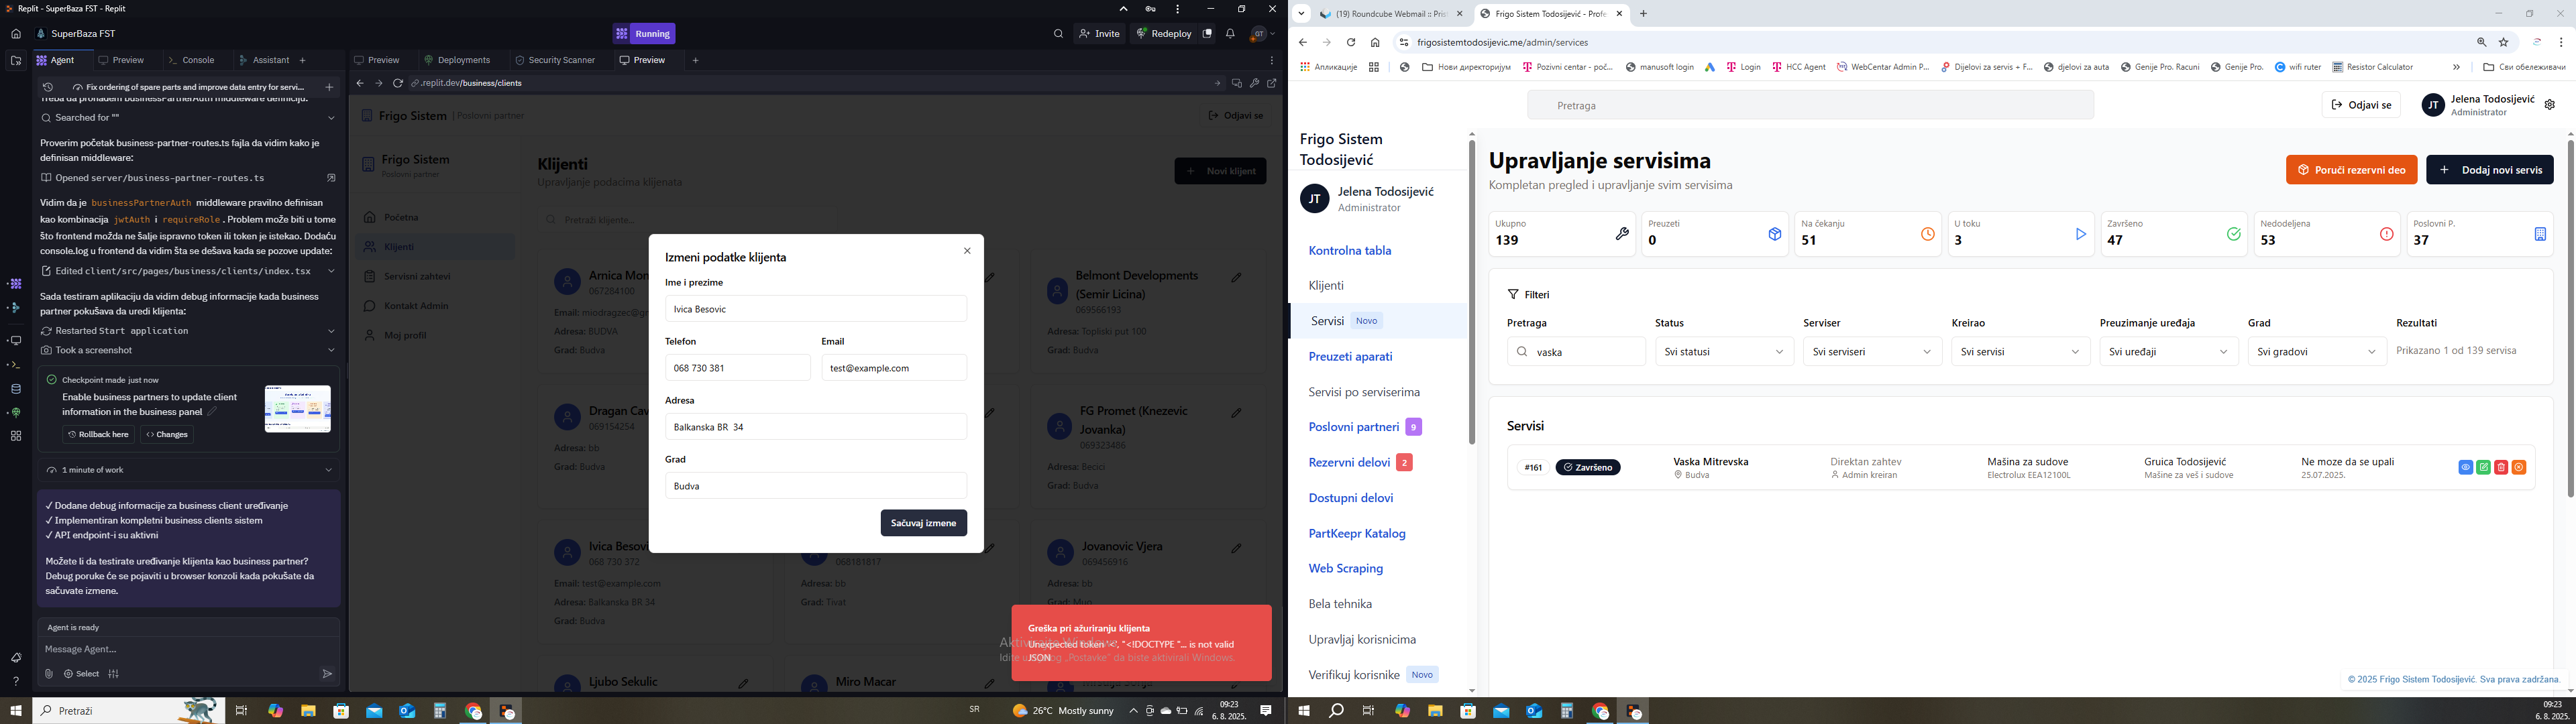 Replit - SuperBaza FST - Replit
SuperBaza FST
Running
Invite
Redeploy
GT
Agent
Preview
Console
Assistant
Fix ordering of spare parts and improve data entry for servi...
Searched for ""
Proverim početak business-partner-routes.ts fajla da vidim kako je
definisan middleware:
Opened server/business-partner-routes.ts
Vidim da je businessPartnerAuth middleware pravilno definisan
kao kombinacija jwtAuth i requireRole. Problem može biti u tome
što frontend možda ne šalje ispravno token ili token je istekao. Dodaću
console.log u frontend da vidim šta se dešava kada se pozove update:
Edited client/src/pages/business/clients/index.tsx
Sada testiram aplikaciju da vidim debug informacije kada business
partner pokušava da uredi klijenta:
Restarted Start application
Took a screenshot
Checkpoint made just now
Enable business partners to update client
information in the business panel
Rollback here
Changes
1 minute of work
✓ Dodane debug informacije za business client uređivanje
✓ Implementiran kompletni business clients sistem
✓ API endpoint-i su aktivni
Možete li da testirate uređivanje klijenta kao business partner?
Debug poruke će se pojaviti u browser konzoli kada pokušate da
sačuvate izmene.
Agent is ready
Message Agent...
Select
Preview
Deployments
Security Scanner
Preview
.replit.dev/business/clients
Frigo Sistem | Poslovni partner
Odjavi se
Frigo Sistem
Poslovni partner
Početna
Klijenti
Servisni zahtevi
Kontakt Admin
Moj profil
Klijenti
Upravljanje podacima klijenata
Novi klijent
Pretraži klijente...
067284100
Adresa: BUDVA
Grad: Budva
Belmont Developments
(Semir Licina)
069566193
Adresa: Topliski put 100
Grad: Budva
069154254
Adresa: bb
Grad: Budva
FG Promet (Knezevic
Jovanka)
069323486
Adresa: Becici
Grad: Budva
068 730 372
Email: test@example.com
Adresa: Balkanska BR 34
Grad: Budva
068181817
Adresa: bb
Grad: Tivat
Jovanovic Vjera
069456916
Adresa: bb
Ljubo Sekulic
Miro Macar
Izmeni podatke klijenta
Ime i prezime
Ivica Besovic
Telefon
Email
068 730 381
test@example.com
Adresa
Balkanska BR 34
Grad
Budva
Sačuvaj izmene
Greška pri ažuriranju klijenta
Unexpected token '<', "<!DOCTYPE "... is not valid
JSON
Pretraži
SR
26°C Mostly sunny
09:23
6. 8. 2025.
(19) Roundcube Webmail :: Pris
Frigo Sistem Todosijević - Profe
frigosistemtodosijevic.me/admin/services
Апликације
Нови директоријум
Pozivni centar - poč...
manusoft login
Login
HCC Agent
WebCentar Admin P...
Dijelovi za servis + F...
djelovi za auta
Genije Pro. Racuni
Genije Pro.
wifi ruter
Resistor Calculator
Сви обележивачи
Pretraga
Odjavi se
JT
Jelena Todosijević
Administrator
Frigo Sistem
Todosijević
JT
Jelena Todosijević
Administrator
Kontrolna tabla
Klijenti
Servisi Novo
Preuzeti aparati
Servisi po serviserima
Poslovni partneri 9
Rezervni delovi 2
Dostupni delovi
PartKeepr Katalog
Web Scraping
Bela tehnika
Upravljaj korisnicima
Verifikuj korisnike Novo
Upravljanje servisima
Kompletan pregled i upravljanje svim servisima
Poruči rezervni deo
Dodaj novi servis
Ukupno
139
Preuzeti
0
Na čekanju
51
U toku
3
Završeno
47
Nedodeljena
53
Poslovni P.
37
Filteri
Pretraga
Status
Serviser
Kreirao
Preuzimanje uređaja
Grad
Rezultati
vaska
Svi statusi
Svi serviseri
Svi servisi
Svi uređaji
Svi gradovi
Prikazano 1 od 139 servisa
Servisi
#161
Završeno
Vaska Mitrevska
Budva
Direktan zahtev
Admin kreiran
Mašina za sudove
Electrolux EEA12100L
Gruica Todosijević
Mašine za veš i sudove
Ne moze da se upali
25.07.2025.
© 2025 Frigo Sistem Todosijević. Sva prava zadržana.
09:23
6. 8. 2025.